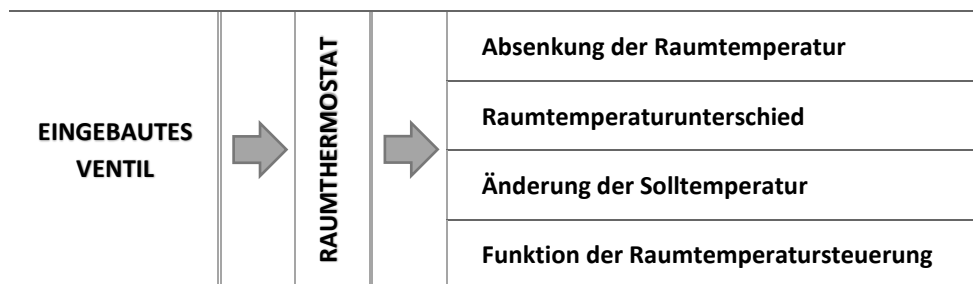 EINGEBAUTES
VENTIL
RAUMTHERMOSTAT
Absenkung der Raumtemperatur
Raumtemperaturunterschied
Änderung der Solltemperatur
Funktion der Raumtemperatursteuerung